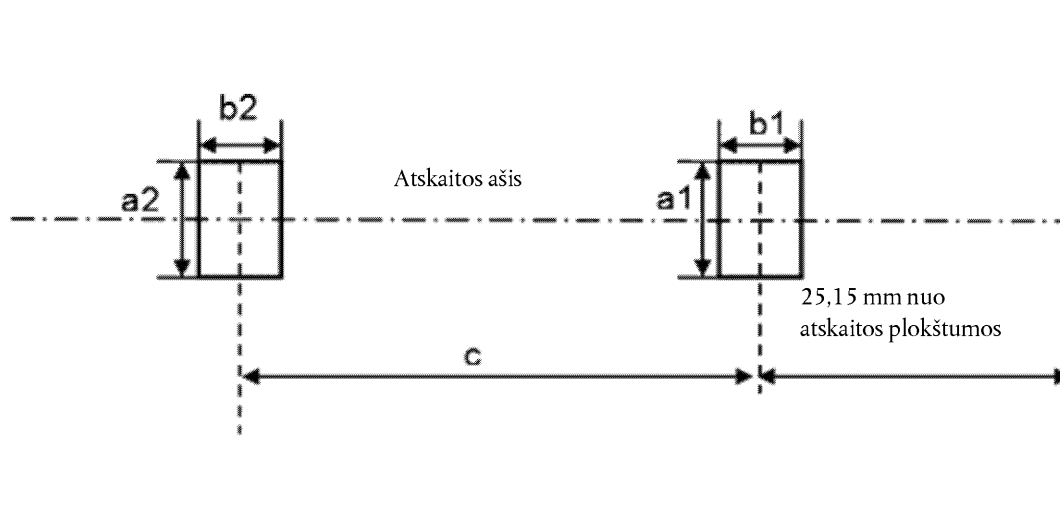 b2
b1
Atskaitos ašis
a2
a1
25,15 mm nuo
atskaitos plokštumos
c